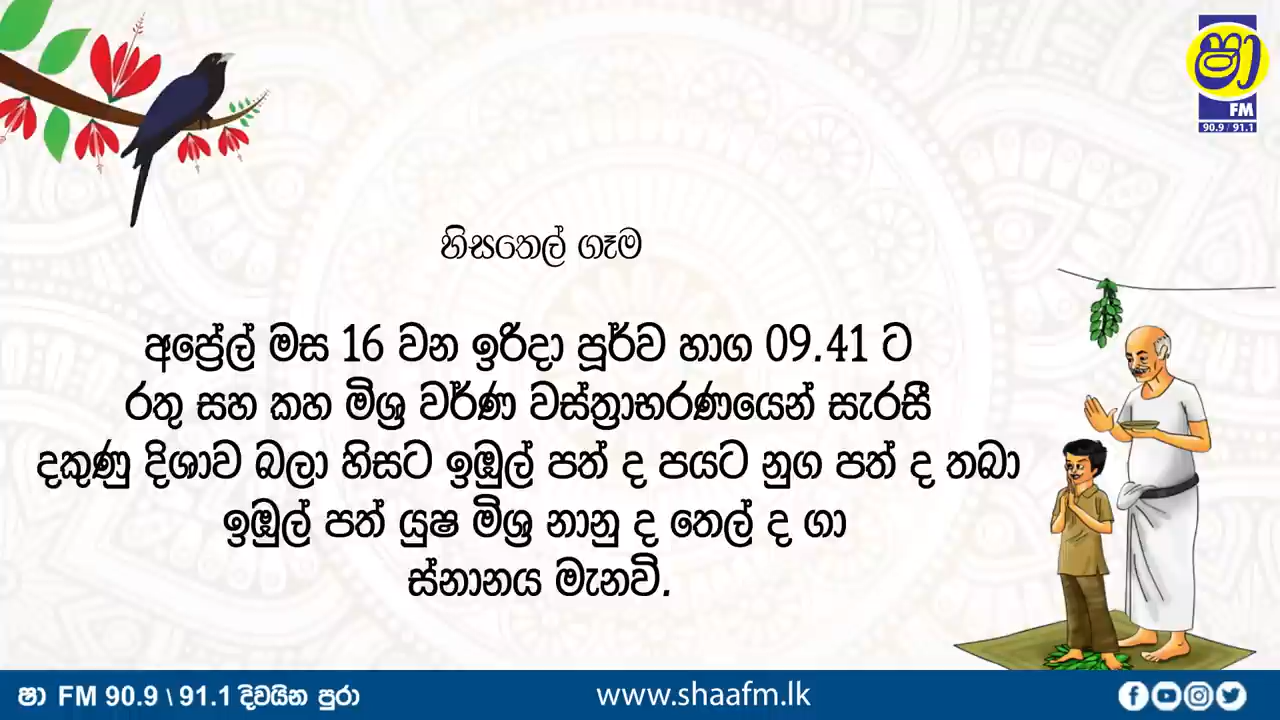 ෂා
FM
90.9 / 91.1
හිසතෙල් ගෑම
අප්‍රේල් මස 16 වන ඉරිදා පූර්ව භාග 09.41 ට
රතු සහ කහ මිශ්‍ර වර්ණ වස්ත්‍රාභරණයෙන් සැරසී
දකුණු දිශාව බලා හිසට ඉඹුල් පත් ද පයට නුග පත් ද තබා
ඉඹුල් පත් යුෂ මිශ්‍ර නානු ද තෙල් ද ගා
ස්නානය මැනවි.
ෂා FM 90.9 \ 91.1 දිවයින පුරා
www.shaafm.lk